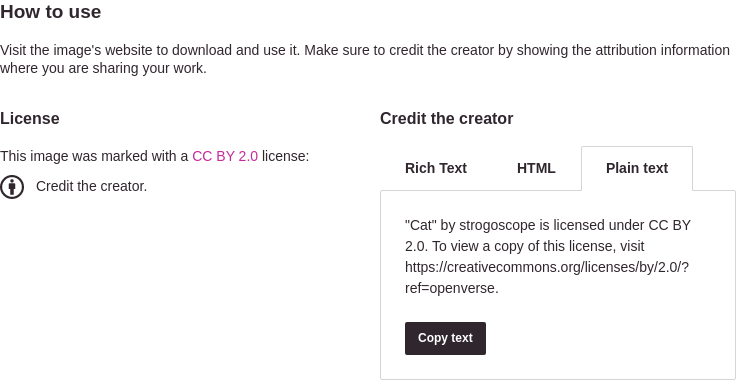 How to use
Visit the image's website to download and use it. Make sure to credit the creator by showing the attribution information
where you are sharing your work.
License
This image was marked with a CC BY 2.0 license:
Credit the creator.
Credit the creator
Rich Text
HTML
Plain text
"Cat" by strogoscope is licensed under CC BY
2.0. To view a copy of this license, visit
https://creativecommons.org/licenses/by/2.0/?
ref=openverse.
Copy text